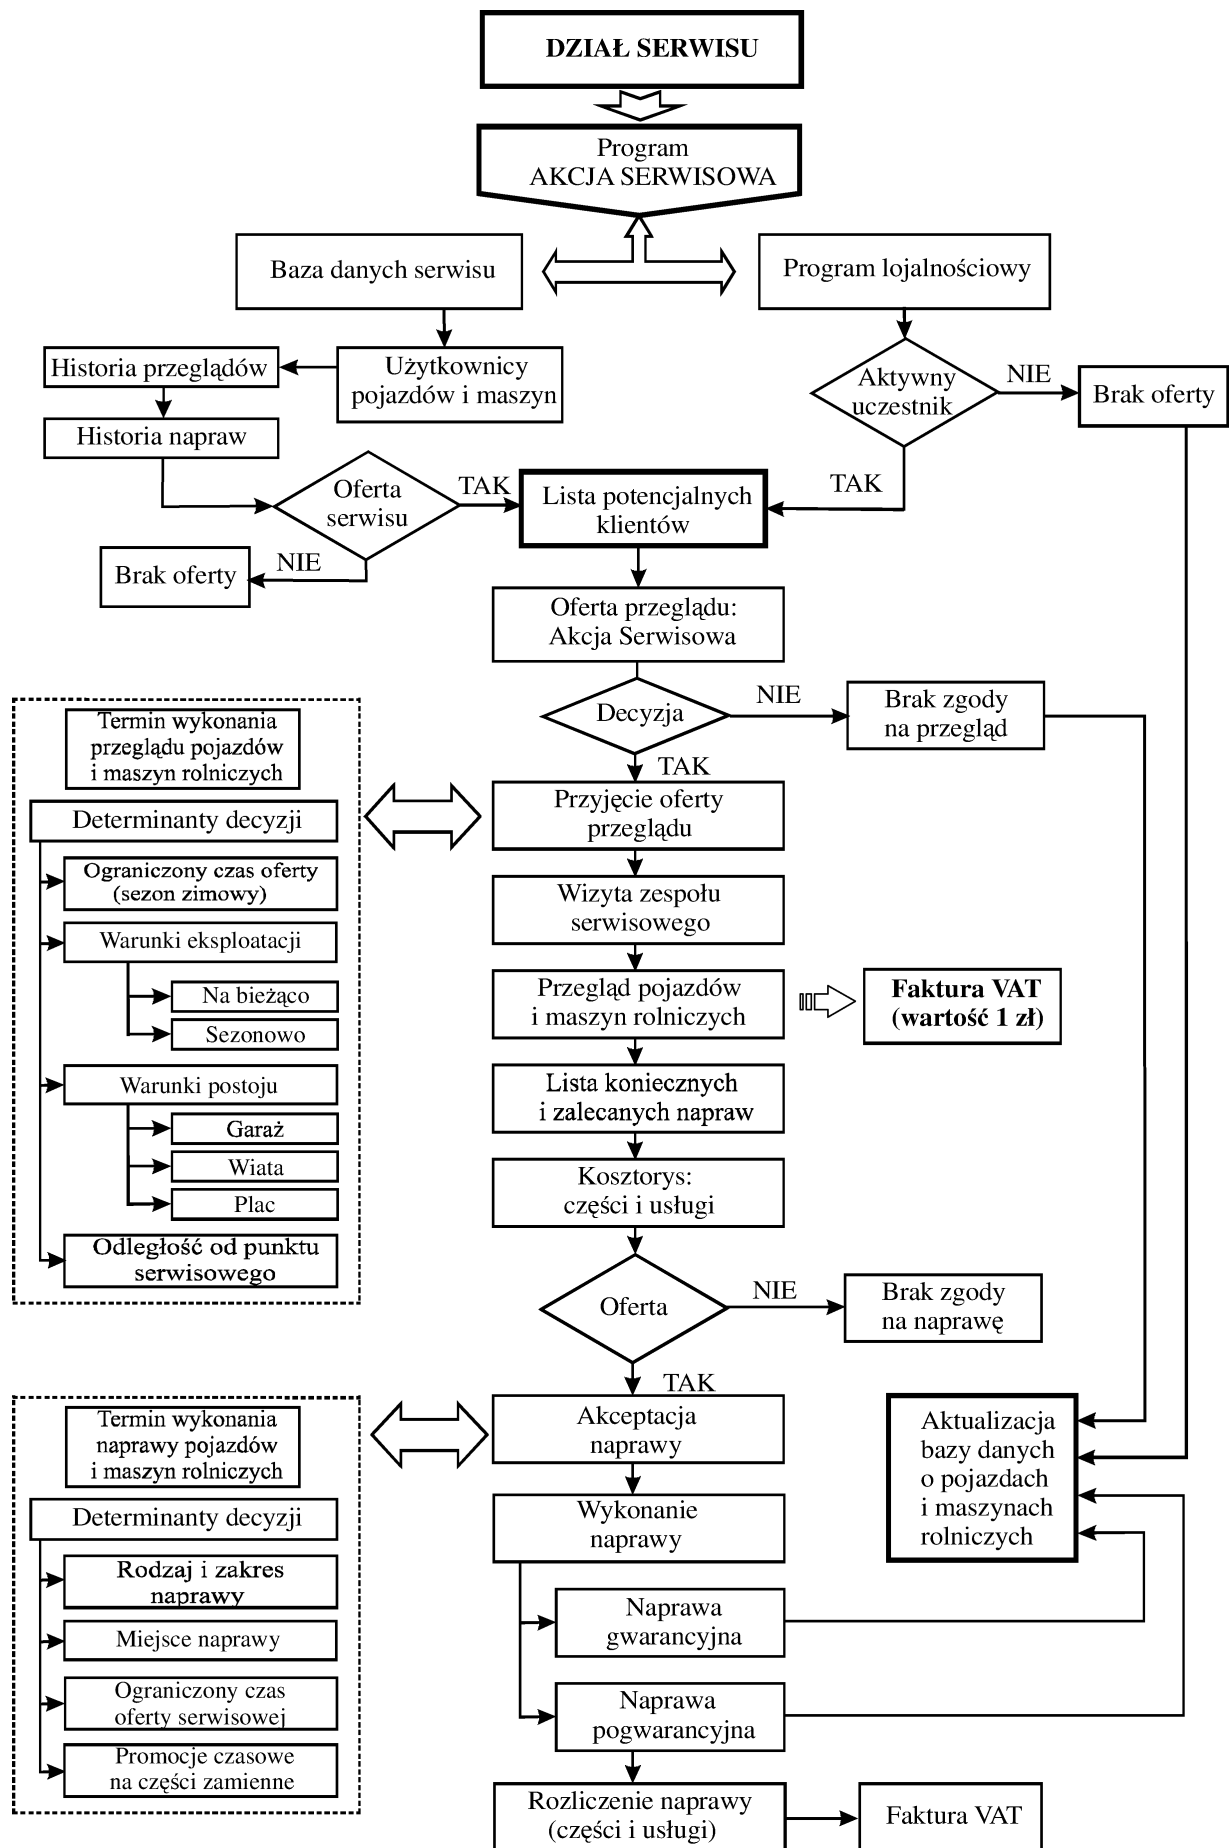 DZIAŁ SERWISU
Program
AKCJA SERWISOWA
Baza danych serwisu
Program lojalnościowy
Historia przeglądów
Użytkownicy
pojazdów i maszyn
Aktywny
uczestnik
NIE
Brak oferty
Historia napraw
Oferta
serwisu
TAK
Lista potencjalnych
klientów
TAK
Brak oferty
NIE
Oferta przeglądu:
Akcja Serwisowa
Decyzja
NIE
Brak zgody
na przegląd
TAK
Termin wykonania
przeglądu pojazdów
i maszyn rolniczych
Determinanty decyzji
Ograniczony czas oferty
(sezon zimowy)
Warunki eksploatacji
Na bieżąco
Sezonowo
Warunki postoju
Garaż
Wiata
Plac
Odległość od punktu
serwisowego
Przyjęcie oferty
przeglądu
Wizyta zespołu
serwisowego
Przegląd pojazdów
i maszyn rolniczych
Faktura VAT
(wartość 1 zł)
Lista koniecznych
i zalecanych napraw
Kosztorys:
części i usługi
Oferta
NIE
Brak zgody
na naprawę
TAK
Termin wykonania
naprawy pojazdów
i maszyn rolniczych
Determinanty decyzji
Rodzaj i zakres
naprawy
Miejsce naprawy
Ograniczony czas
oferty serwisowej
Promocje czasowe
na części zamienne
Akceptacja
naprawy
Wykonanie
naprawy
Aktualizacja
bazy danych
o pojazdach
i maszynach
rolniczych
Naprawa
gwarancyjna
Naprawa
pogwarancyjna
Rozliczenie naprawy
(części i usługi)
Faktura VAT